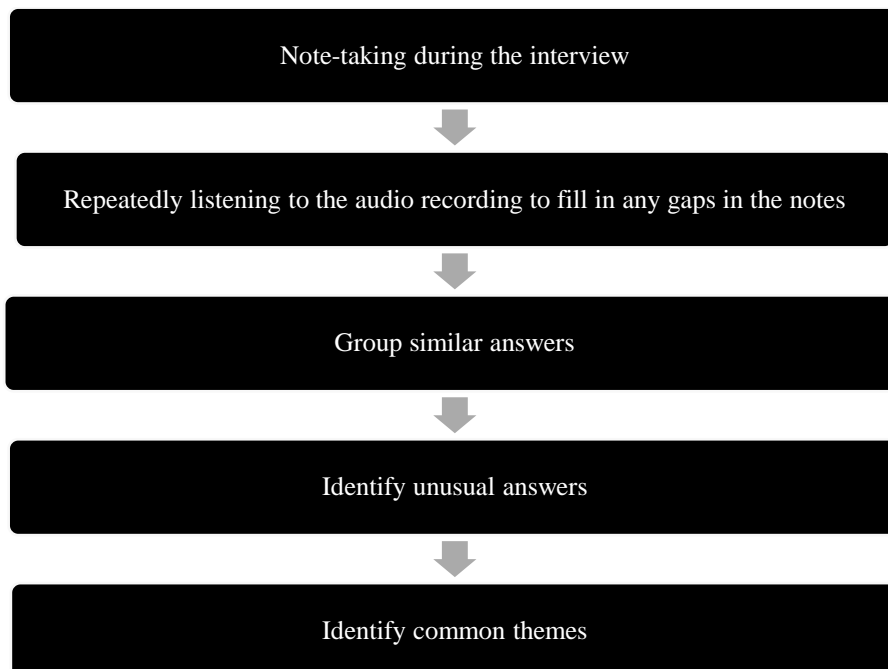 Note-taking during the interview
Repeatedly listening to the audio recording to fill in any gaps in the notes
Group similar answers
Identify unusual answers
Identify common themes